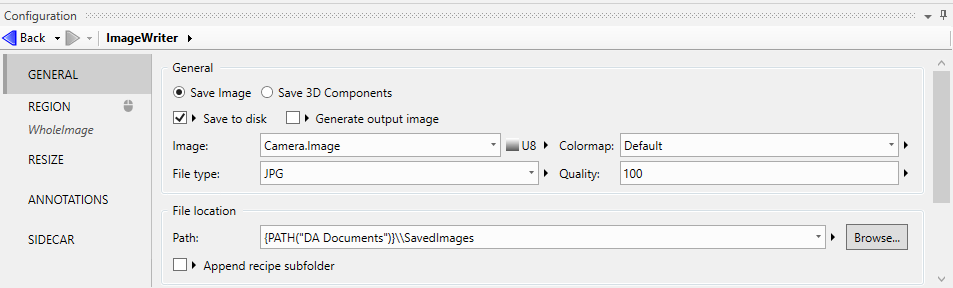 Configuration
Back ImageWriter
GENERAL
REGION
WholeImage
RESIZE
ANNOTATIONS
SIDECAR
General
Save Image Save 3D Components
Save to disk Generate output image
Image: Camera.Image U8 Colormap: Default
File type: JPG Quality: 100
File location
Path: {PATH("DA Documents")}\\SavedImages Browse...
Append recipe subfolder